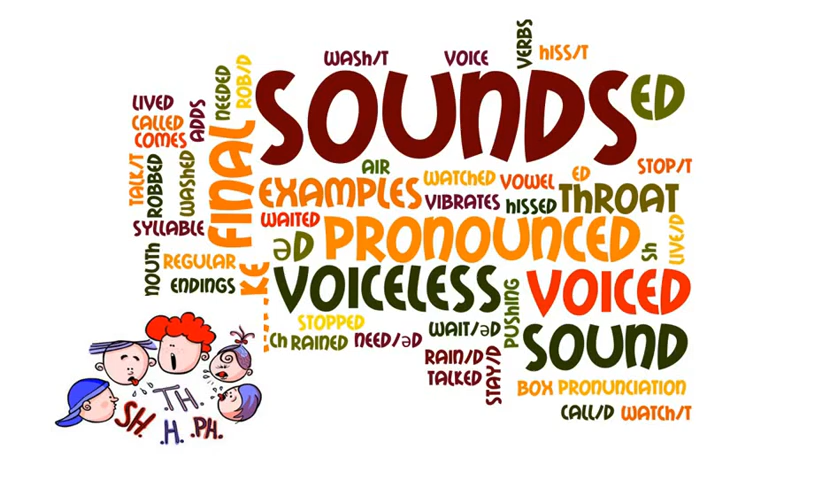 VERBS
WASH/T
VOICE
hISS/T
SOUNDS
ED
NEEDED
ROB/D
LIVED
ADDS
CALLED
COMES
FINAL
TALK/T
ROBBED
WASHED
AIR
STOP/T
EXAMPLES
WATCHED
VOWEL
ED
ThROAT
VIBRATES
hISSED
WAITED
SYLLABLE
PRONOUNCED
Sh
LIVE/D
əD
NOUTH
REGULAR
ENDINGS
KE
VOICELESS
VOICED
PUSHING
STOPPED
Ch
RAINED
NEED/əD
WAIT/əD
SOUND
RAIN/D
TALKED
STAY/D
BOX
PRONUNCIATION
CALL/D
WATCH/T
TH.
SH.
.H.
.PH.